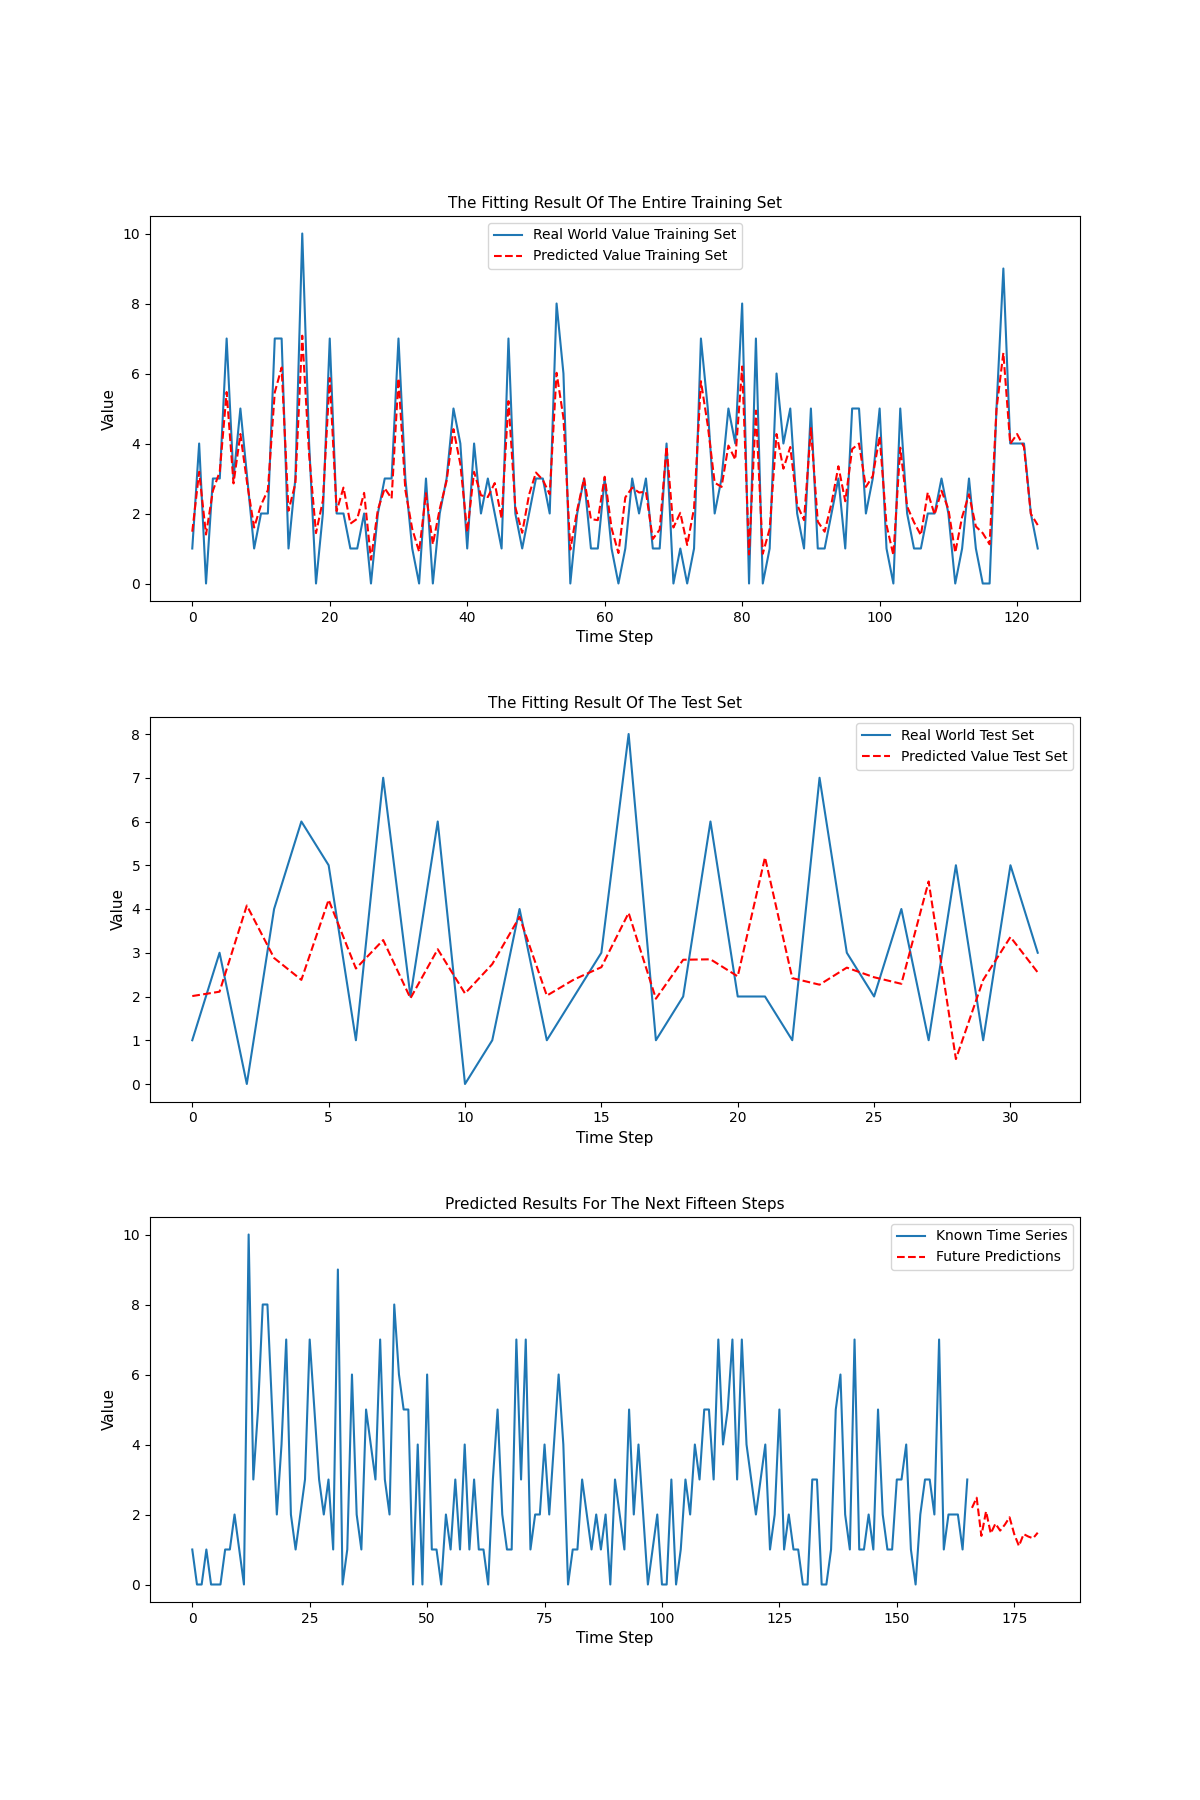 The Fitting Result Of The Entire Training Set
Real World Value Training Set
Predicted Value Training Set
Value
10
8
6
4
2
0
0 20 40 60 80 100 120
Time Step
The Fitting Result Of The Test Set
Real World Test Set
Predicted Value Test Set
Value
8
7
6
5
4
3
2
1
0
0 5 10 15 20 25 30
Time Step
Predicted Results For The Next Fifteen Steps
Known Time Series
Future Predictions
Value
10
8
6
4
2
0
0 25 50 75 100 125 150 175
Time Step